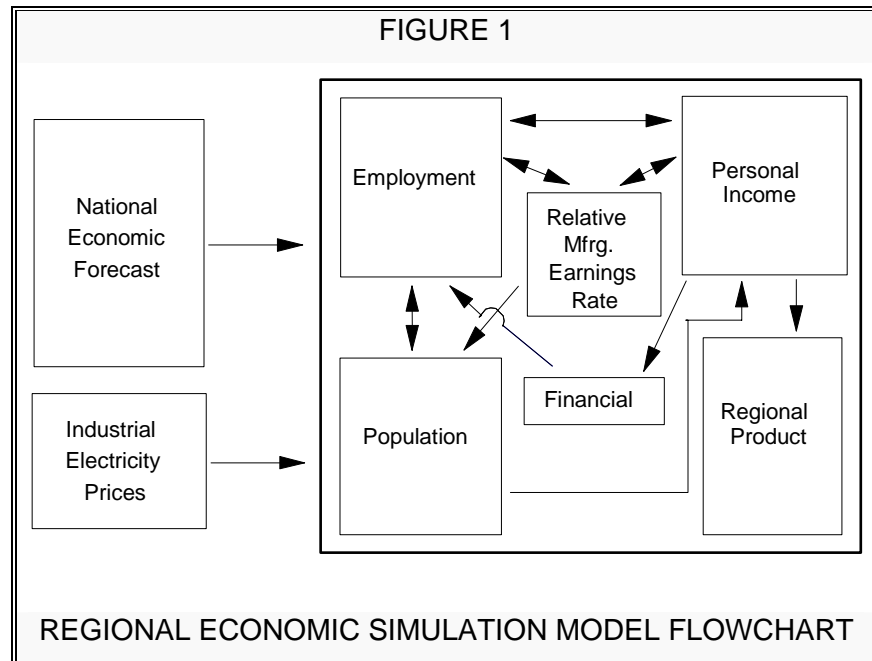 FIGURE 1
National
Economic
Forecast
Industrial
Electricity
Prices
Employment
Relative
Mfrg.
Earnings
Rate
Personal
Income
Population
Financial
Regional
Product
REGIONAL ECONOMIC SIMULATION MODEL FLOWCHART